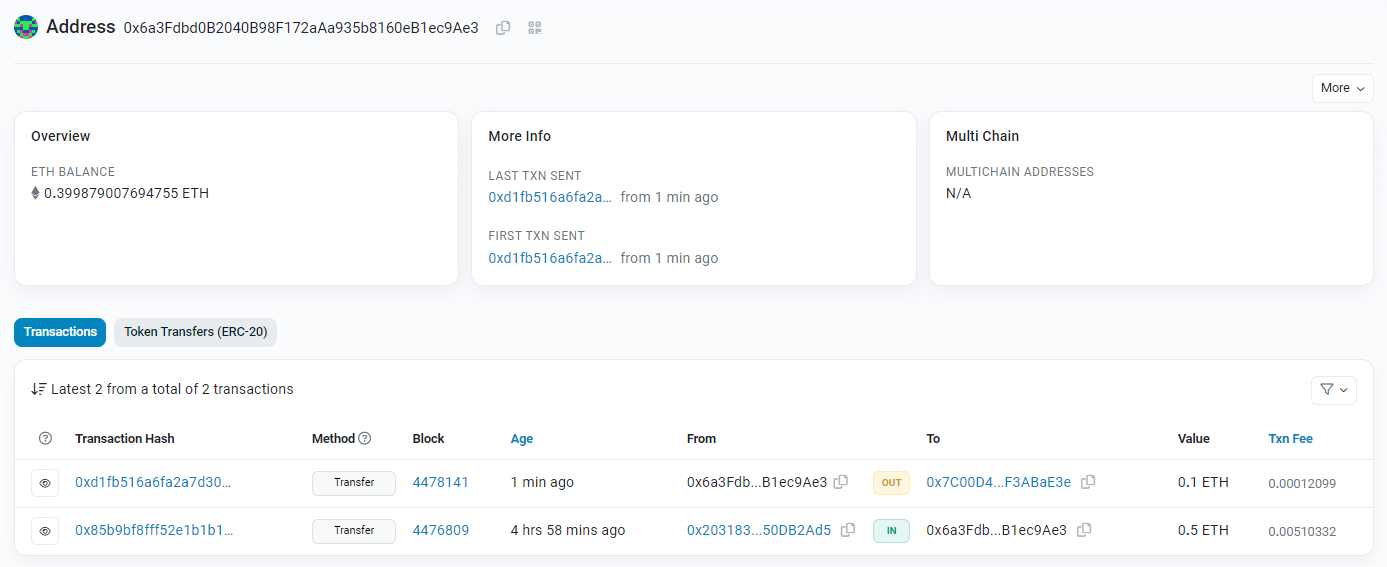 Address 0x6a3Fdbd0B2040B98F172aAa935b8160eB1ec9Ae3
More
Overview
ETH BALANCE
0.399879007694755 ETH
More Info
LAST TXN SENT
0xd1fb516a6fa2a... from 1 min ago
FIRST TXN SENT
0xd1fb516a6fa2a... from 1 min ago
Multi Chain
MULTICHAIN ADDRESSES
N/A
Transactions Token Transfers (ERC-20)
Latest 2 from a total of 2 transactions
Transaction Hash Method Block Age From To Value Txn Fee
0xd1fb516a6fa2a7d30... Transfer 4478141 1 min ago 0x6a3Fdb...B1ec9Ae3 OUT 0x7C00D4...F3ABaE3e 0.1 ETH 0.00012099
0x85b9bf8fff52e1b1b1... Transfer 4476809 4 hrs 58 mins ago 0x203183...50DB2Ad5 IN 0x6a3Fdb...B1ec9Ae3 0.5 ETH 0.00510332